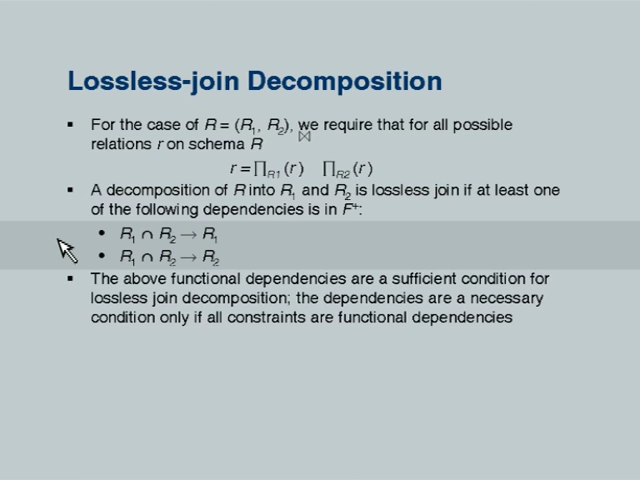 Lossless-join Decomposition
▪ For the case of R = (R1, R2), we require that for all possible
relations r on schema R
⋈
r = ∏R1 (r ) ∏R2 (r )
▪ A decomposition of R into R1 and R2 is lossless join if at least one
of the following dependencies is in F+:
• R1 ∩ R2 → R1
• R1 ∩ R2 → R2
▪ The above functional dependencies are a sufficient condition for
lossless join decomposition; the dependencies are a necessary
condition only if all constraints are functional dependencies